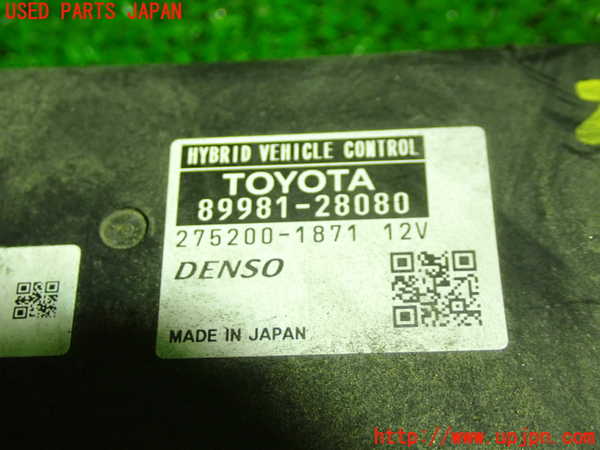 USED PARTS JAPAN
HYBRID VEHICLE CONTROL
TOYOTA
89981-28080
275200-1871 12V
DENSO
MADE IN JAPAN
http://www.upjpn.com/